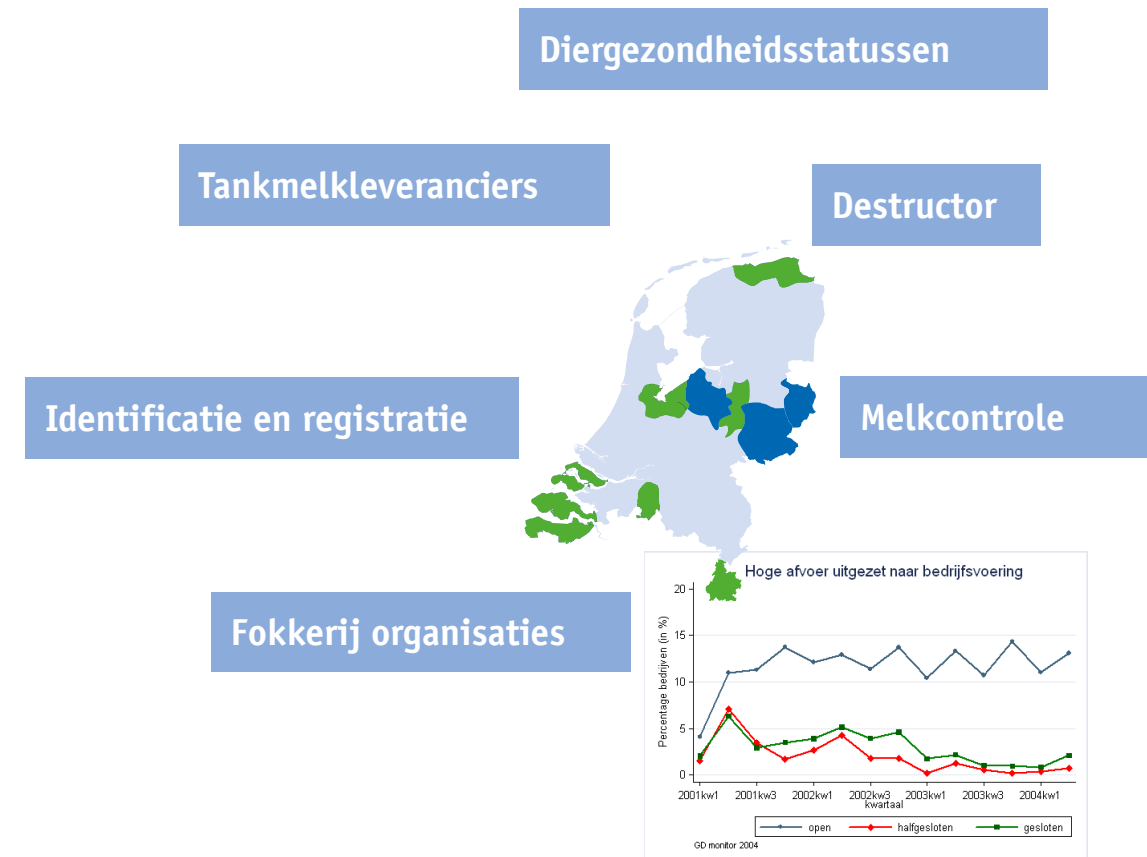 Diergezondheidsstatussen
Tankmelkleveranciers
Destructor
Identificatie en registratie
Melkcontrole
Fokkerij organisaties
Hoge afvoer uitgezet naar bedrijfsvoering
Percentage bedrijven (in %)
20
15
10
5
0
2001kw1 2001kw3 2002kw1 2002kw3 2003kw1 2003kw3 2004kw1
kwartaal
open halfgesloten gesloten
GD monitor 2004